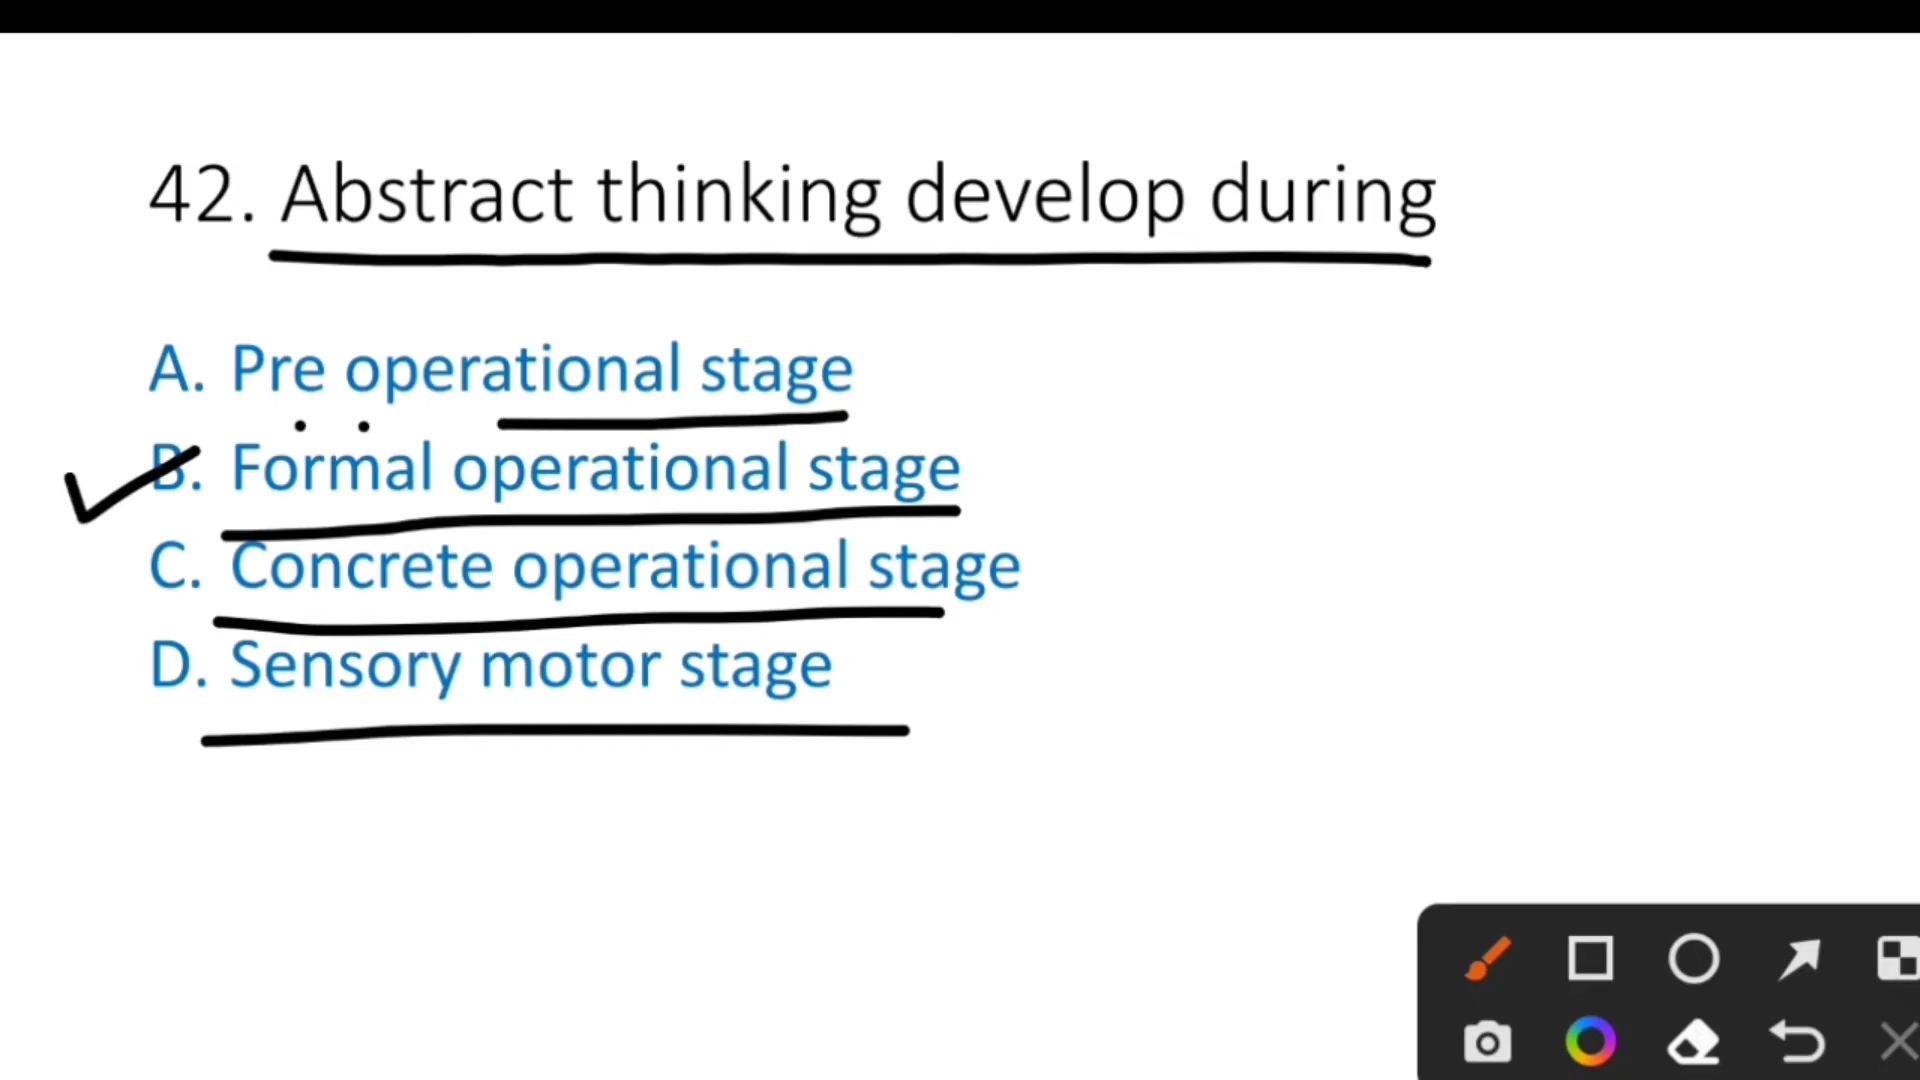 42. Abstract thinking develop during
A. Pre operational stage
B. Formal operational stage
C. Concrete operational stage
D. Sensory motor stage